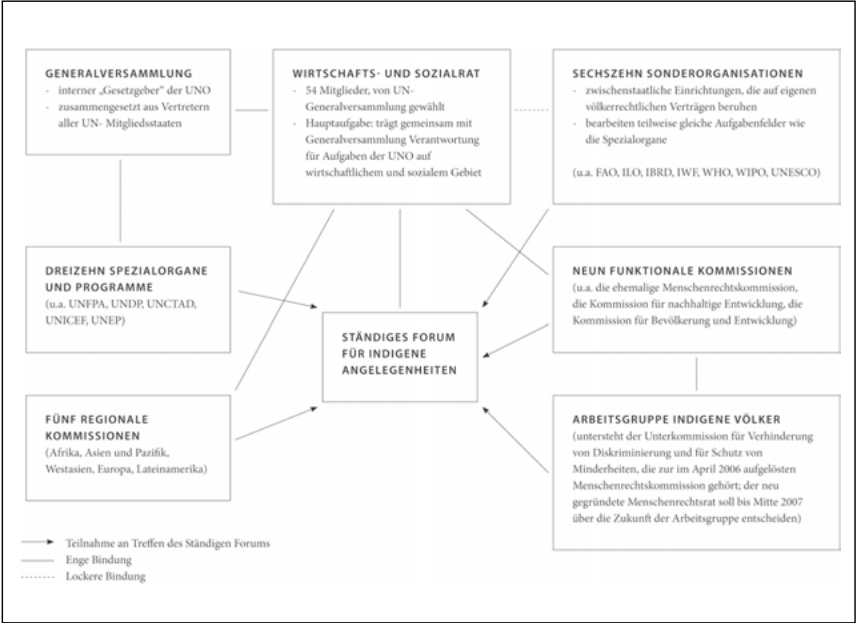 GENERALVERSAMMLUNG
- interner „Gesetzgeber“ der UNO
- zusammengesetzt aus Vertretern
aller UN- Mitgliedsstaaten
WIRTSCHAFTS- UND SOZIALRAT
- 54 Mitglieder, von UN-
Generalversammlung gewählt
- Hauptaufgabe: trägt gemeinsam mit
Generalversammlung Verantwortung
für Aufgaben der UNO auf
wirtschaftlichem und sozialem Gebiet
SECHSZEHN SONDERORGANISATIONEN
- zwischenstaatliche Einrichtungen, die auf eigenen
völkerrechtlichen Verträgen beruhen
- bearbeiten teilweise gleiche Aufgabenfelder wie
die Spezialorgane
(u.a. FAO, ILO, IBRD, IWF, WHO, WIPO, UNESCO)
DREIZEHN SPEZIALORGANE
UND PROGRAMME
(u.a. UNFPA, UNDP, UNCTAD,
UNICEF, UNEP)
STÄNDIGES FORUM
FÜR INDIGENE
ANGELEGENHEITEN
NEUN FUNKTIONALE KOMMISSIONEN
(u.a. die ehemalige Menschenrechtskommission,
die Kommission für nachhaltige Entwicklung, die
Kommission für Bevölkerung und Entwicklung)
FÜNF REGIONALE
KOMMISSIONEN
(Afrika, Asien und Pazifik,
Westasien, Europa, Lateinamerika)
ARBEITSGRUPPE INDIGENE VÖLKER
(untersteht der Unterkommission für Verhinderung
von Diskriminierung und für Schutz von
Minderheiten, die zur im April 2006 aufgelösten
Menschenrechtskommission gehört; der neu
gegründete Menschenrechtsrat soll bis Mitte 2007
über die Zukunft der Arbeitsgruppe entscheiden)
Teilnahme an Treffen des Ständigen Forums
Enge Bindung
Lockere Bindung